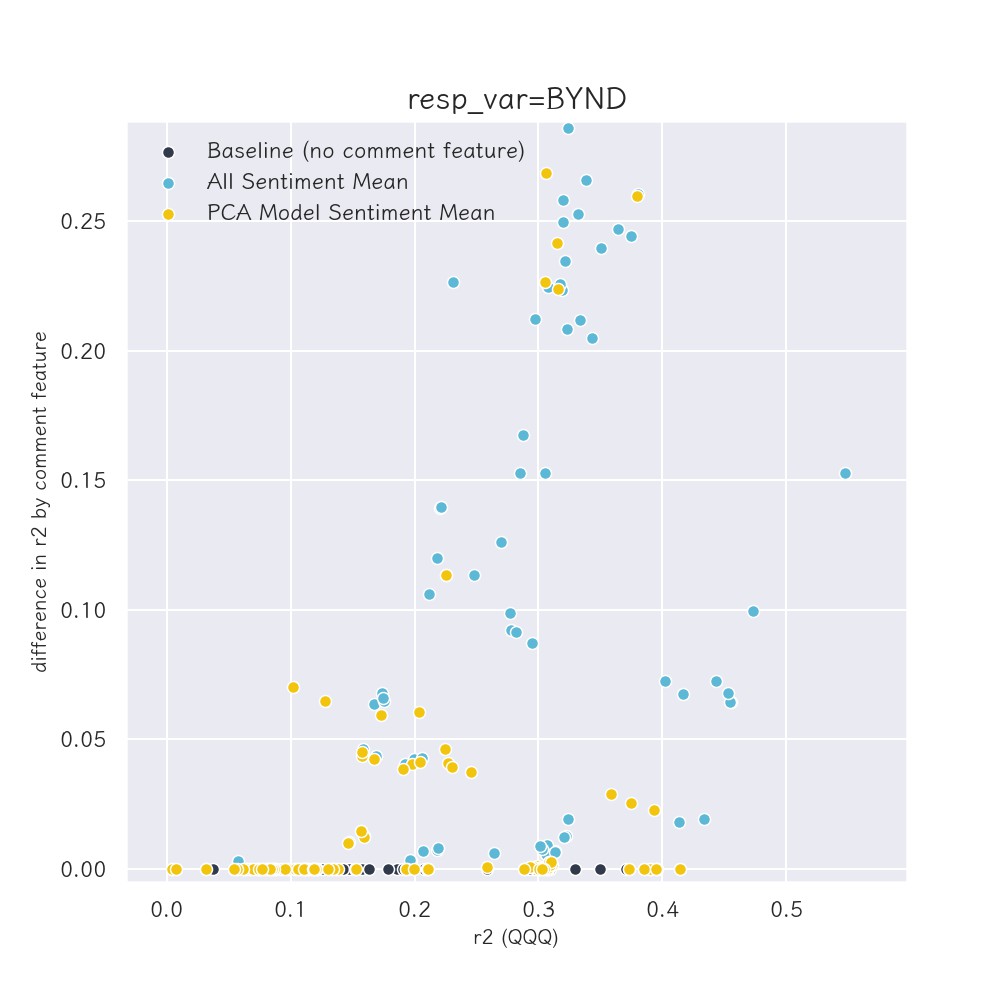 resp_var=BYND
Baseline (no comment feature)
All Sentiment Mean
PCA Model Sentiment Mean
difference in r2 by comment feature
0.25
0.20
0.15
0.10
0.05
0.00
0.0 0.1 0.2 0.3 0.4 0.5
r2 (QQQ)